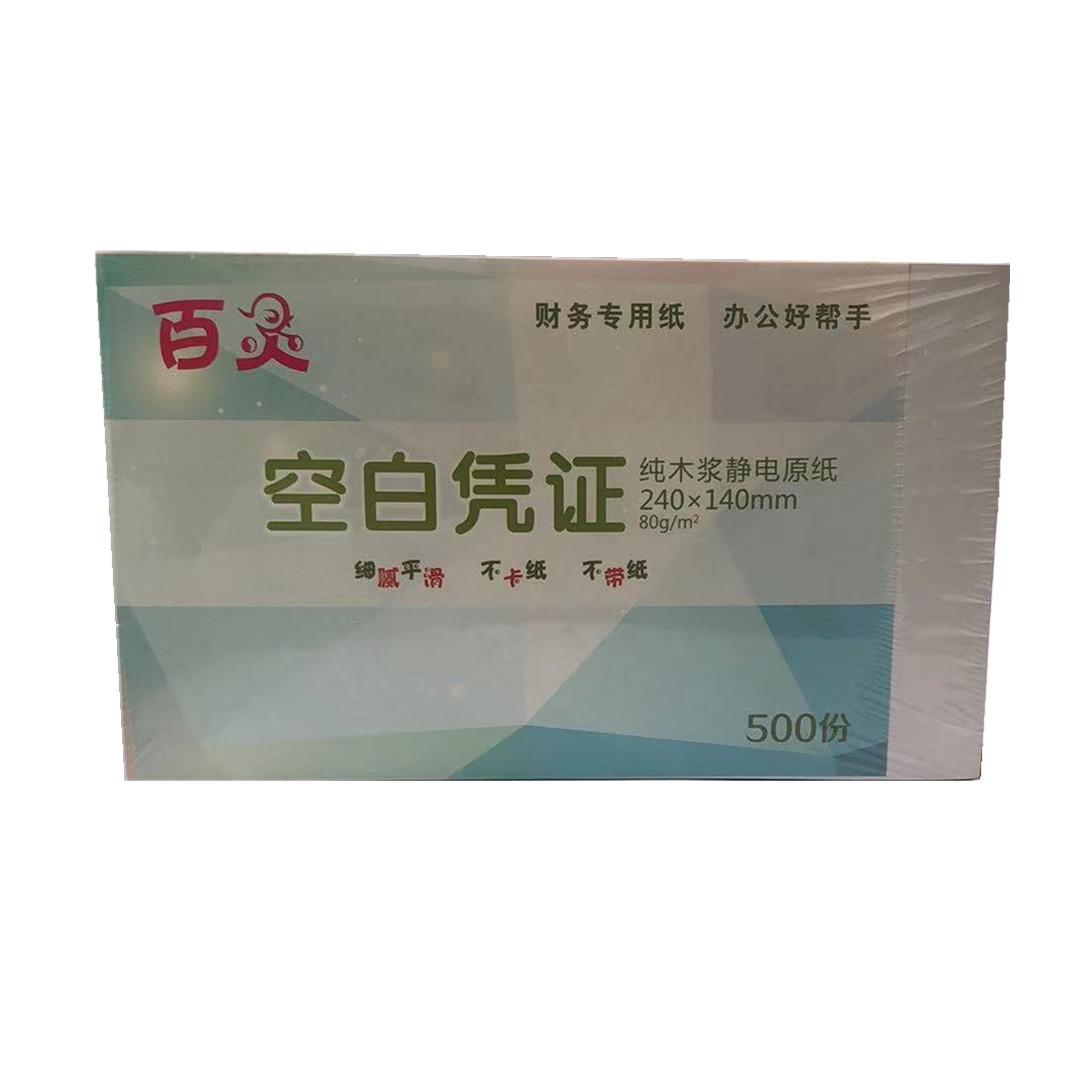 百灵
财务专用纸 办公好帮手
空白凭证
纯木浆静电原纸
240×140mm
80g/m²
细腻平滑 不卡纸 不带纸
500份